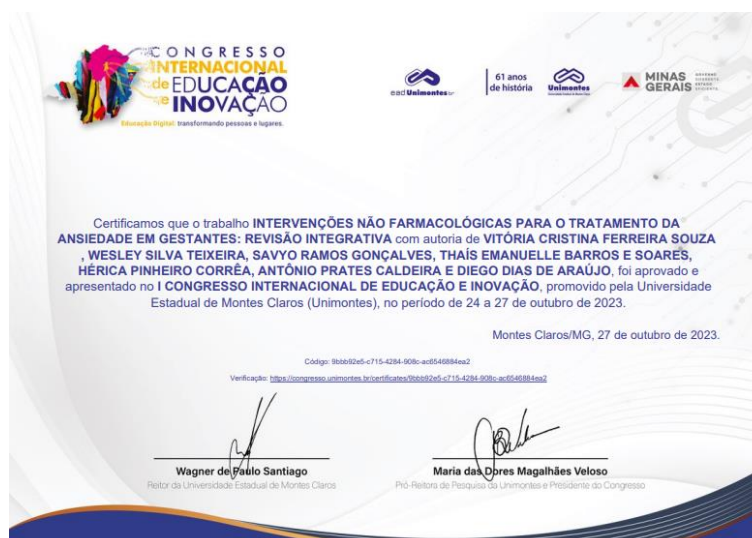 CONGRESSO
INTERNACIONAL
de EDUCAÇÃO
e INOVAÇÃO
Educação Digital: transformando pessoas e lugares.
ead Unimontes
61 anos
de história
Unimontes
MINAS
GERAIS
Certificamos que o trabalho INTERVENÇÕES NÃO FARMACOLÓGICAS PARA O TRATAMENTO DA
ANSIEDADE EM GESTANTES: REVISÃO INTEGRATIVA com autoria de VITÓRIA CRISTINA FERREIRA SOUZA
, WESLEY SILVA TEIXEIRA, SAVYO RAMOS GONÇALVES, THAÍS EMANUELLE BARROS E SOARES,
HÉRICA PINHEIRO CORRÊA, ANTÔNIO PRATES CALDEIRA E DIEGO DIAS DE ARAÚJO, foi aprovado e
apresentado no I CONGRESSO INTERNACIONAL DE EDUCAÇÃO E INOVAÇÃO, promovido pela Universidade
Estadual de Montes Claros (Unimontes), no período de 24 a 27 de outubro de 2023.
Montes Claros/MG, 27 de outubro de 2023.
Código: 9bbb92e5-c715-4284-908c-ac6546884ea2
Verificação: https://congresso.unimontes.br/certificates/9bbb92e5-c715-4284-908c-ac6546884ea2
Wagner de Paulo Santiago
Reitor da Universidade Estadual de Montes Claros
Maria das Dores Magalhães Veloso
Pró-Reitora de Pesquisa da Unimontes e Presidente do Congresso